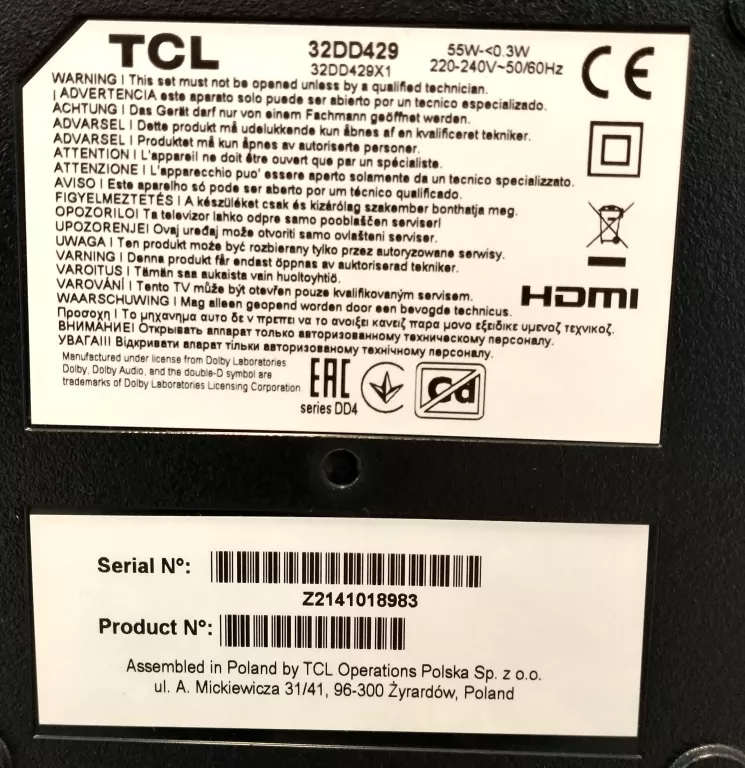 TCL
32DD429
32DD429X1
55W-<0.3W
220-240V~50/60Hz
CE
WARNING I This set must not be opened unless by a qualified technician.
¡ ADVERTENCIA este aparato solo puede ser abierto por un tecnico especializado.
ACHTUNG I Das Gerät darf nur von einem Fachmann geöffnet werden.
ADVARSEL I Dette produkt må udelukkende kun åbnes af en kvalificeret tekniker.
ADVARSEL I Produktet må kun åpnes av autoriserte personer.
ATTENTION I L'appareil ne doit être ouvert que par un spécialiste.
ATTENZIONE I L'apparecchio puo' essere aperto solamente da un tecnico specializzato.
AVISO I Este aparelho só pode ser aberto por um técnico qualificado.
FIGYELMEZTETÉS I A készüléket csak és kizárólag szakember bonthatja meg.
OPOZORILO! Ta televizor lahko odpre samo pooblaščen serviser!
UPOZORENJE! Ovaj uređaj može otvoriti samo ovlašteni serviser.
UWAGA I Ten produkt może być rozbierany tylko przez autoryzowane serwisy.
VARNING I Denna produkt får endast öppnas av auktoriserad tekniker.
VAROITUS I Tämän saa aukaista vain huoltoyhtiö.
VAROVÁNÍ I Tento TV může být otevřen pouze kvalifikovaným servisem.
WAARSCHUWING I Mag alleen geopend worden door een bevoegde technicus.
Προσοχη I Το μηχανημα αυτο δε ν πρεπει να το ανοιξει κανεις παρα μονο εξειδικε υμενος τεχνικος.
ВНИМАНИЕ! Открывать аппарат только авторизованному техническому персоналу.
УВАГА!!! Відкривати апарат тільки авторизованому технічному персоналу.
HDMI
Manufactured under license from Dolby Laboratories
Dolby, Dolby Audio, and the double-D symbol are
trademarks of Dolby Laboratories Licensing Corporation
EAC
series DD4
Cd
Serial Nº:
Z2141018983
Product Nº:
Assembled in Poland by TCL Operations Polska Sp. z o.o.
ul. A. Mickiewicza 31/41, 96-300 Żyrardów, Poland